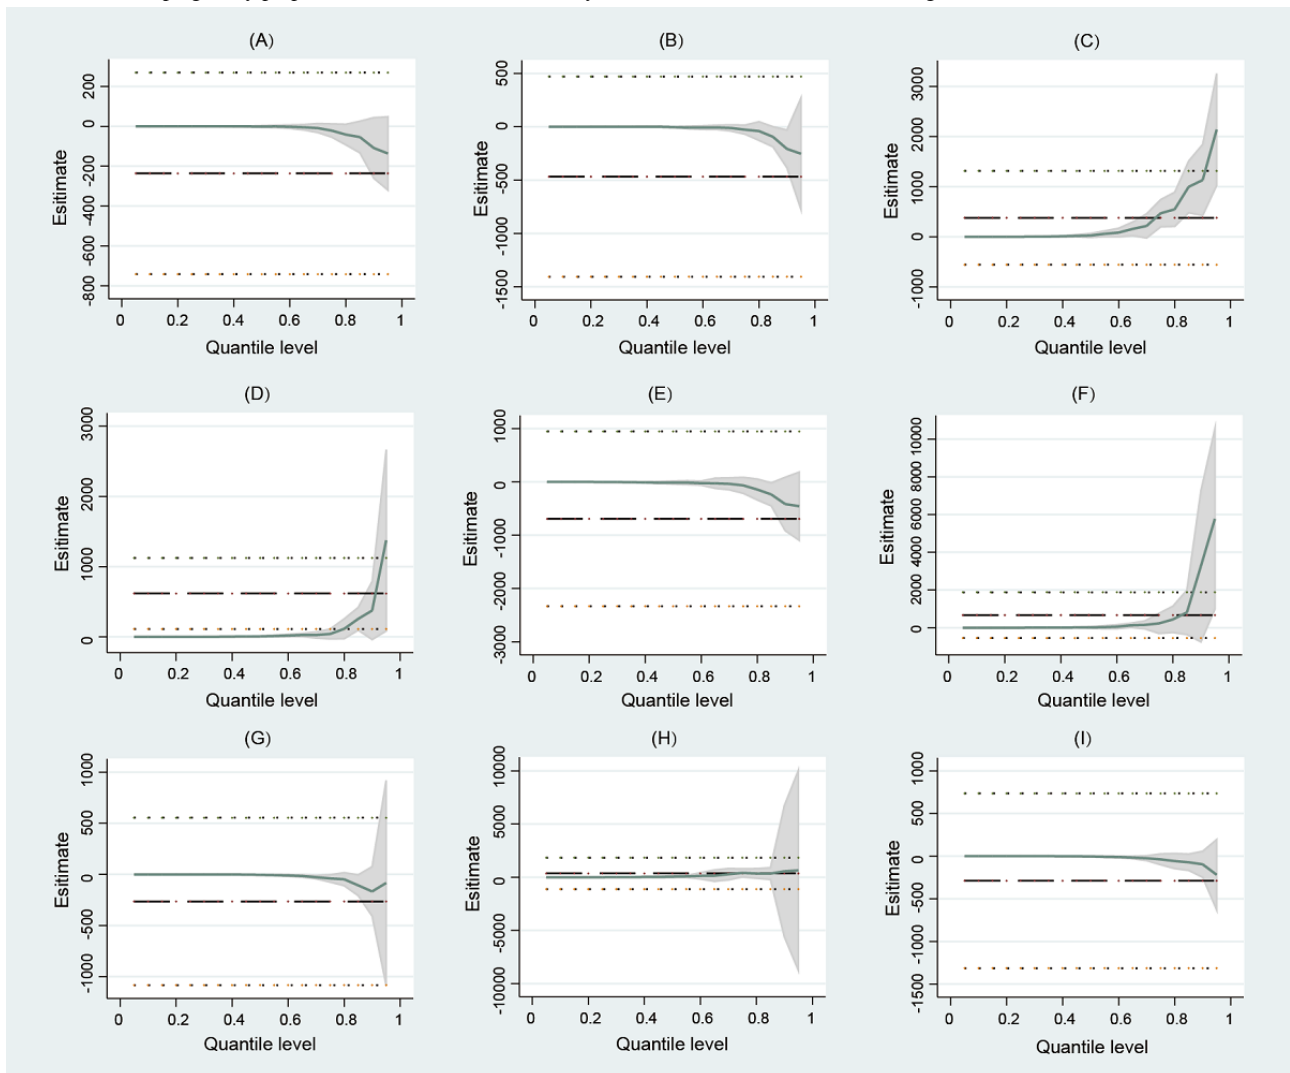 (A)
200
0
-200
-400
-600
-800
Esitimate
0 0.2 0.4 0.6 0.8 1
Quantile level
(B)
500
0
-500
-1000
-1500
Esitimate
0 0.2 0.4 0.6 0.8 1
Quantile level
(C)
3000
2000
1000
0
-1000
Esitimate
0 0.2 0.4 0.6 0.8 1
Quantile level
(D)
3000
2000
1000
0
Esitimate
0 0.2 0.4 0.6 0.8 1
Quantile level
(E)
1000
0
-1000
-2000
-3000
Esitimate
0 0.2 0.4 0.6 0.8 1
Quantile level
(F)
10000
8000
6000
4000
2000
0
Esitimate
0 0.2 0.4 0.6 0.8 1
Quantile level
(G)
1000
500
0
-500
-1000
Esitimate
0 0.2 0.4 0.6 0.8 1
Quantile level
(H)
10000
5000
0
-5000
-10000
Esitimate
0 0.2 0.4 0.6 0.8 1
Quantile level
(I)
1000
500
0
-500
-1000
-1500
Esitimate
0 0.2 0.4 0.6 0.8 1
Quantile level